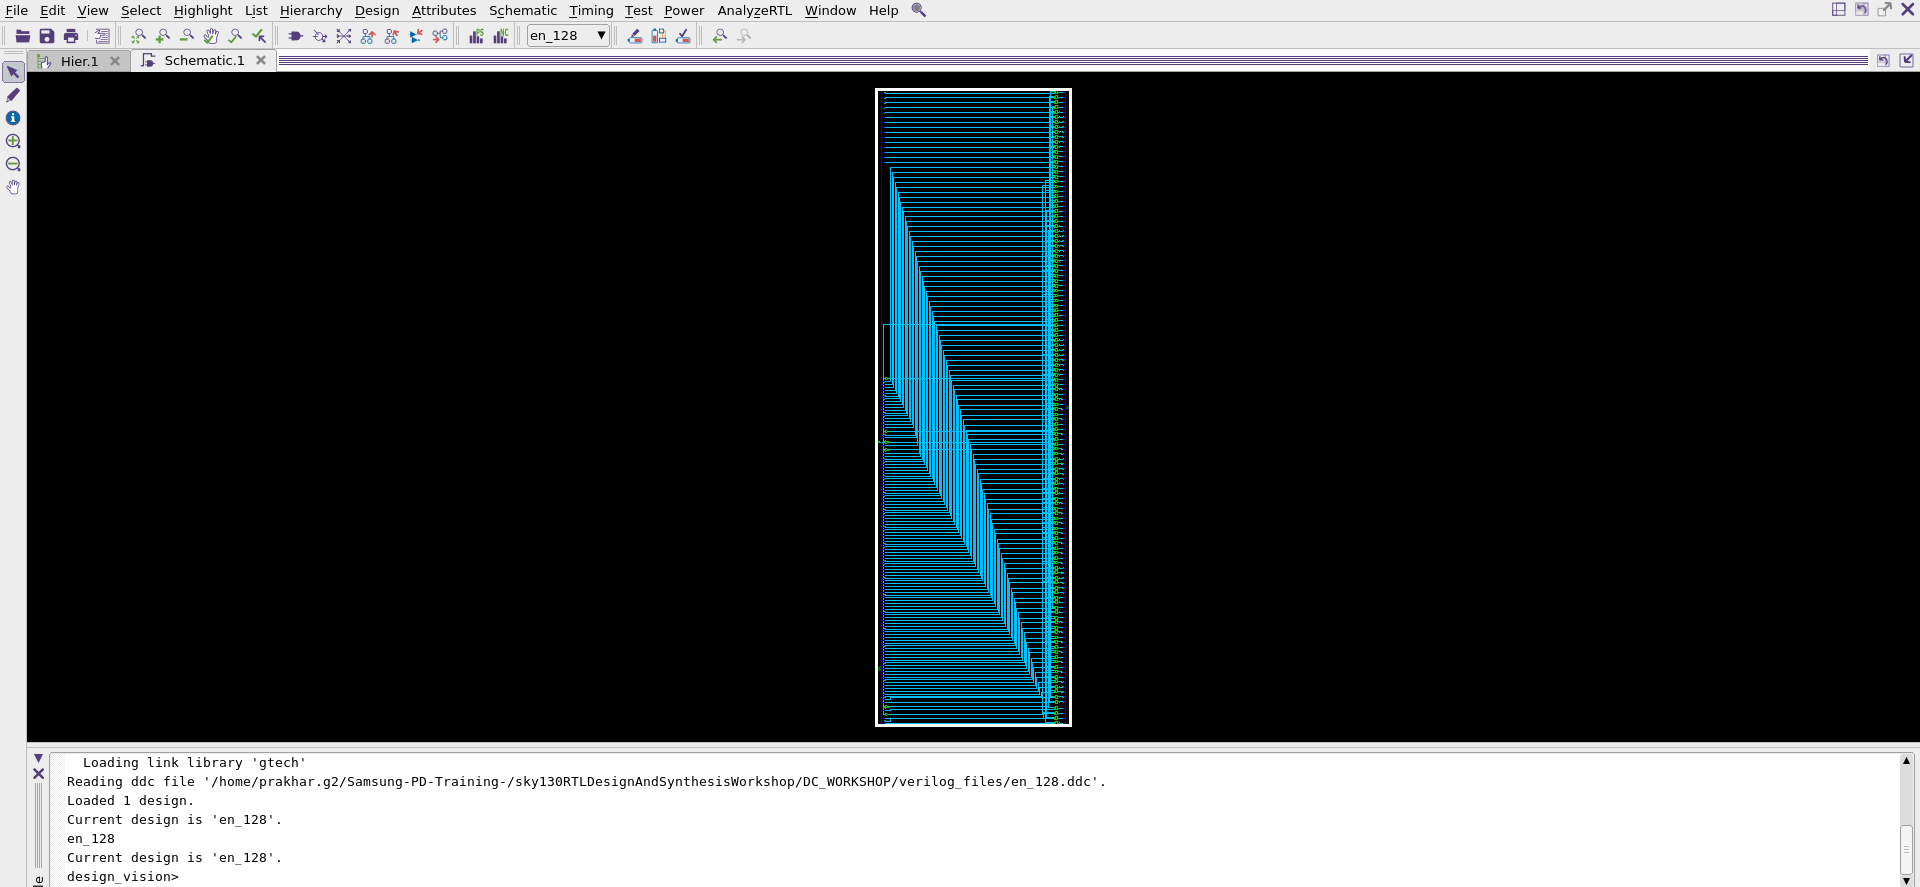 File Edit View Select Highlight List Hierarchy Design Attributes Schematic Timing Test Power AnalyzeRTL Window Help
en_128
Hier.1 Schematic.1
Loading link library 'gtech'
Reading ddc file '/home/prakhar.g2/Samsung-PD-Training-/sky130RTLDesignAndSynthesisWorkshop/DC_WORKSHOP/verilog_files/en_128.ddc'.
Loaded 1 design.
Current design is 'en_128'.
en_128
Current design is 'en_128'.
design_vision>